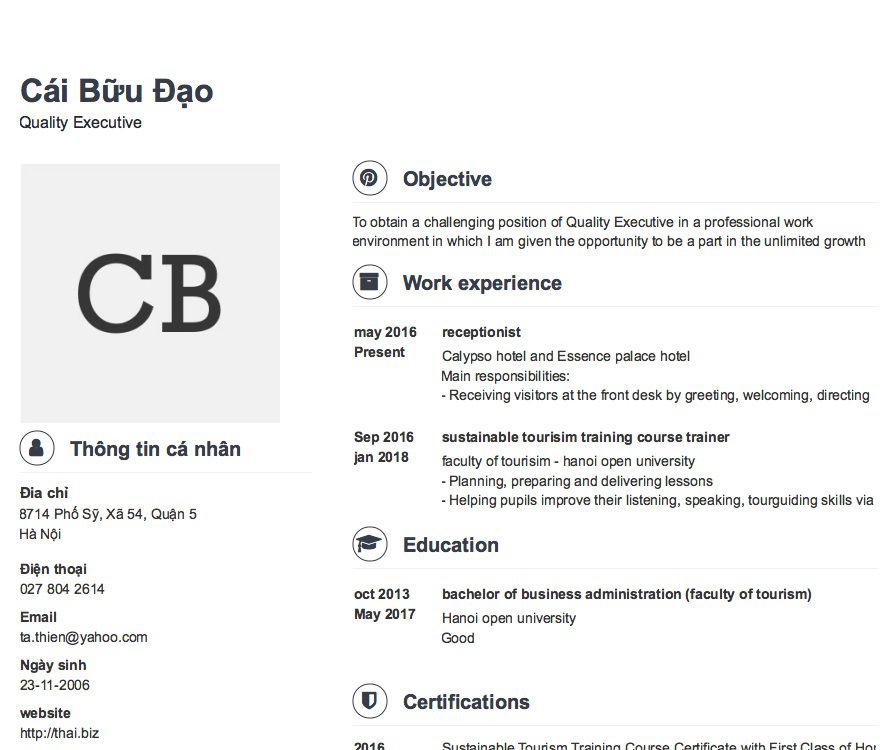 Cái Bữu Đạo
Quality Executive
CB
Thông tin cá nhân
Đia chỉ
8714 Phố Sỹ, Xã 54, Quận 5
Hà Nội
Điện thoại
027 804 2614
Email
ta.thien@yahoo.com
Ngày sinh
23-11-2006
website
http://thai.biz
Objective
To obtain a challenging position of Quality Executive in a professional work
environment in which I am given the opportunity to be a part in the unlimited growth
Work experience
may 2016 receptionist
Present
Calypso hotel and Essence palace hotel
Main responsibilities:
- Receiving visitors at the front desk by greeting, welcoming, directing
Sep 2016 sustainable tourisim training course trainer
jan 2018
faculty of tourisim - hanoi open university
- Planning, preparing and delivering lessons
- Helping pupils improve their listening, speaking, tourguiding skills via
Education
oct 2013 bachelor of business administration (faculty of tourism)
May 2017
Hanoi open university
Good
Certifications
2016 Sustainable Tourism Training Course Certificate with First Class of